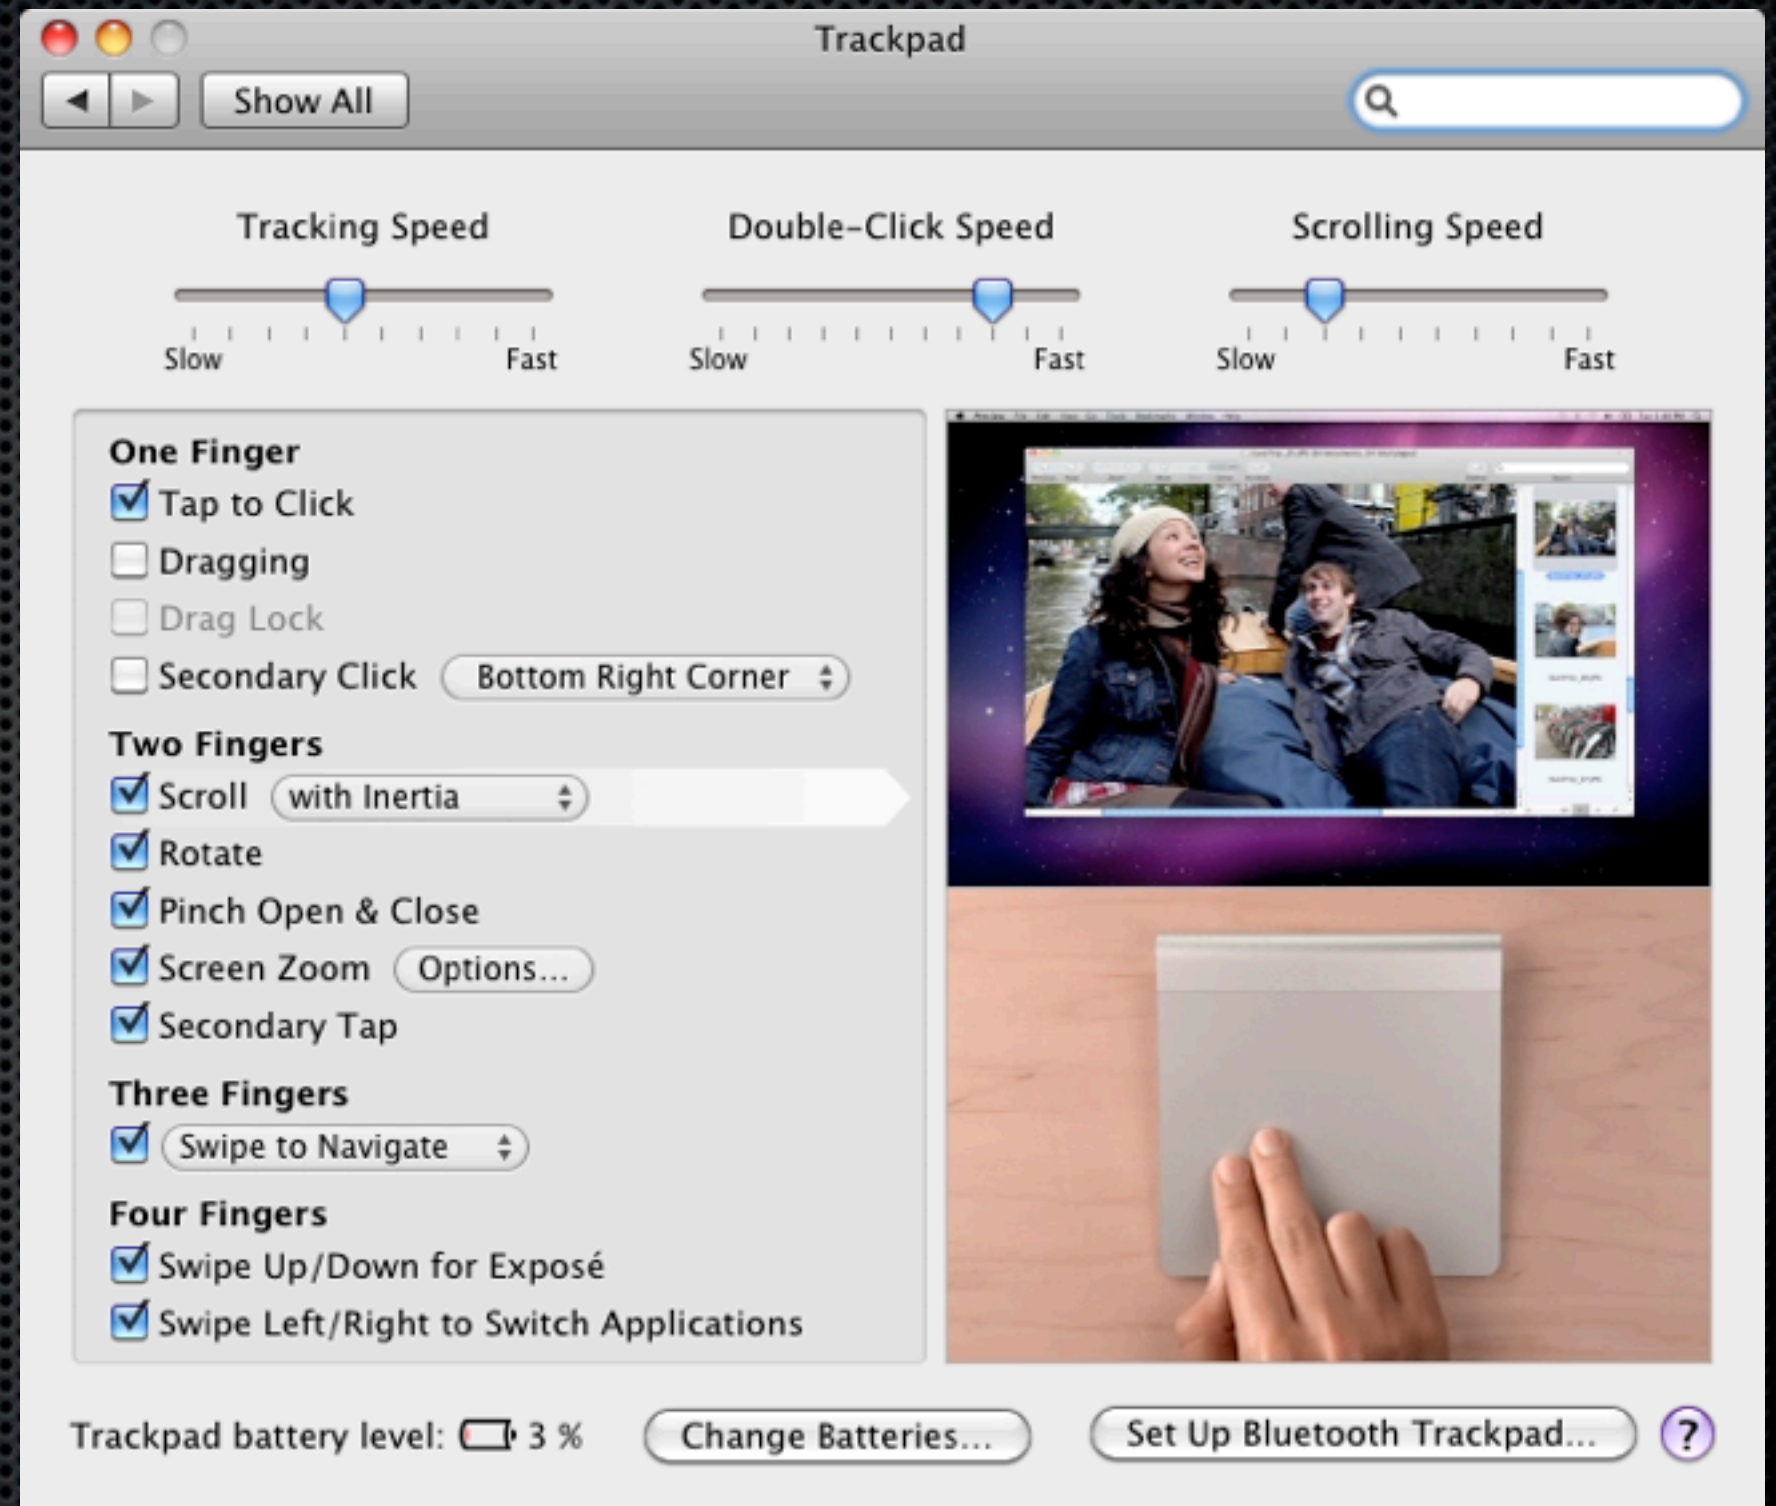 Trackpad
Show All
Tracking Speed
Double-Click Speed
Scrolling Speed
Slow
Fast
Slow
Fast
Slow
Fast
One Finger
Tap to Click
Dragging
Drag Lock
Secondary Click Bottom Right Corner
Two Fingers
Scroll with Inertia
Rotate
Pinch Open & Close
Screen Zoom Options...
Secondary Tap
Three Fingers
Swipe to Navigate
Four Fingers
Swipe Up/Down for Exposé
Swipe Left/Right to Switch Applications
Trackpad battery level: 3 % Change Batteries... Set Up Bluetooth Trackpad... ?